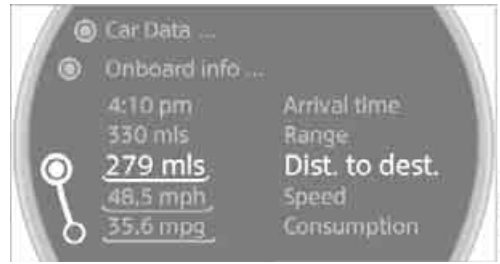 Car Data ...
Onboard info ...
4:10 pm Arrival time
330 mls Range
279 mls Dist. to dest.
48.5 mph Speed
35.6 mpg Consumption